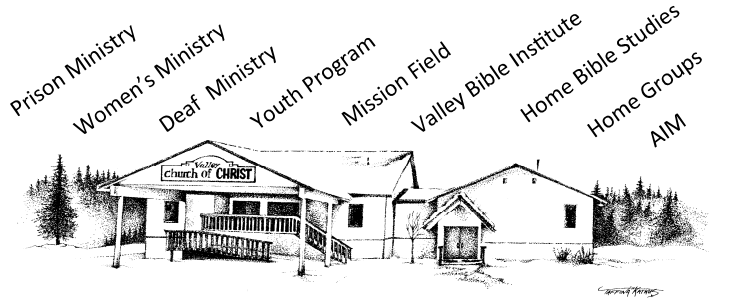 Prison Ministry
Women's Ministry
Deaf Ministry
Youth Program
Mission Field
Valley Bible Institute
Home Bible Studies
Home Groups
AIM
Valley
church of CHRIST